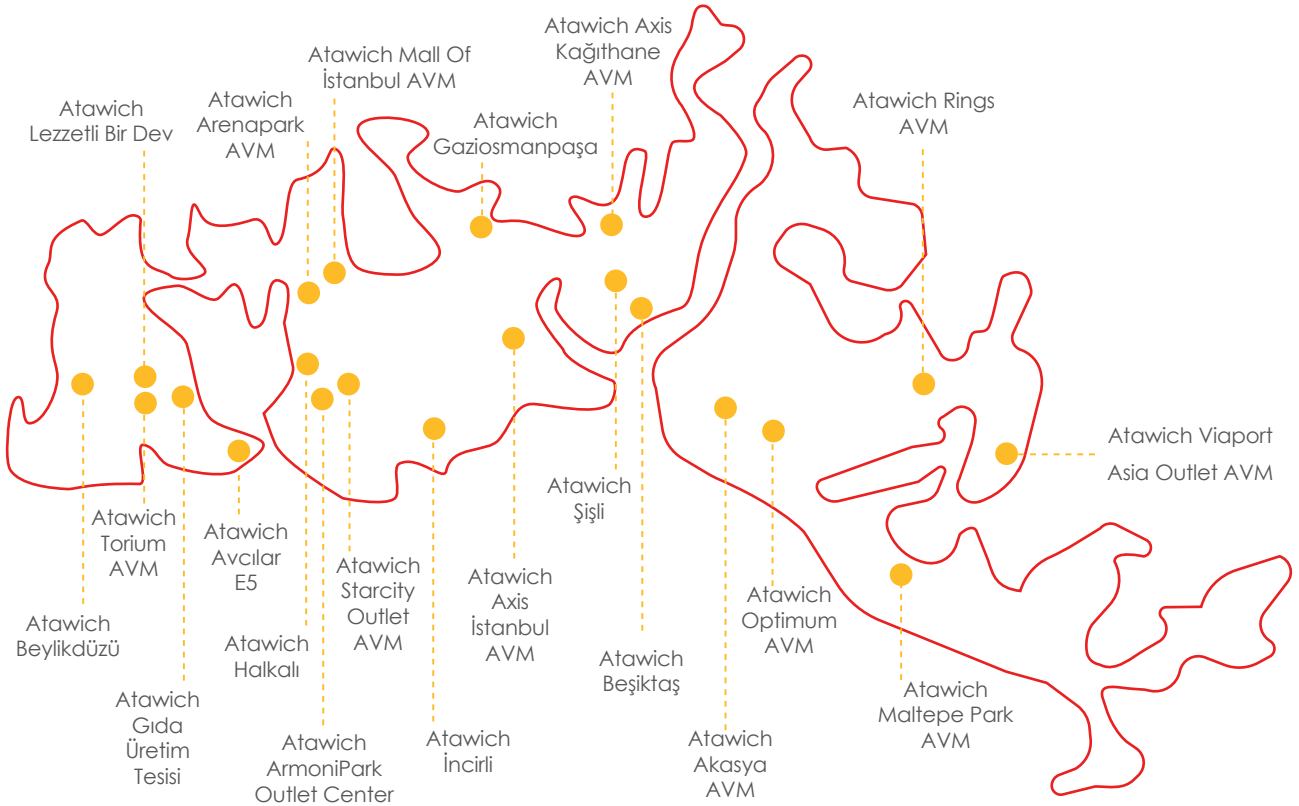 Atawich Axis
Kağıthane
AVM
Atawich Mall Of
İstanbul AVM
Atawich
Arenapark
AVM
Atawich
Lezzetli Bir Dev
Atawich
Gaziosmanpaşa
Atawich Rings
AVM
Atawich Viaport
Asia Outlet AVM
Atawich
Şişli
Atawich
Torium
AVM
Atawich
Avcılar
E5
Atawich
Starcity
Outlet
AVM
Atawich
Axis
İstanbul
AVM
Atawich
Optimum
AVM
Atawich
Beylikdüzü
Atawich
Halkalı
Atawich
Beşiktaş
Atawich
Maltepe Park
AVM
Atawich
Gıda
Üretim
Tesisi
Atawich
ArmoniPark
Outlet Center
Atawich
İncirli
Atawich
Akasya
AVM